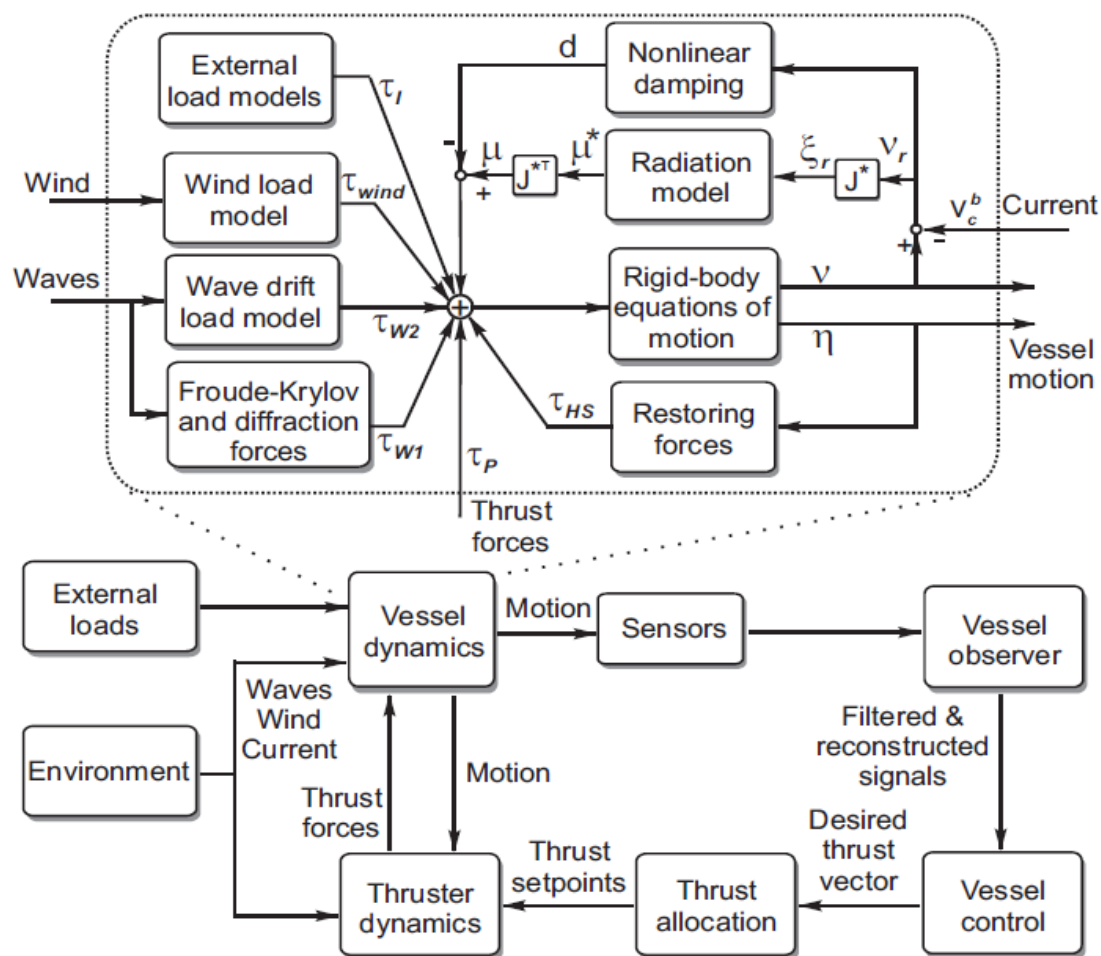 External
load models
τI
d
Nonlinear
damping
-
μ
+
J*T
μ*
Radiation
model
ξr
J*
νr
Wind
Wind load
model
τwind
+
-
Vcb
Current
Waves
Wave drift
load model
τW2
+
Rigid-body
equations of
motion
ν
η
Vessel
motion
Froude-Krylov
and diffraction
forces
τW1
τP
τHS
Restoring
forces
Thrust
forces
External
loads
Vessel
dynamics
Motion
Sensors
Vessel
observer
Waves
Wind
Current
Environment
Thrust
forces
Motion
Filtered &
reconstructed
signals
Thruster
dynamics
Thrust
setpoints
Thrust
allocation
Desired
thrust
vector
Vessel
control